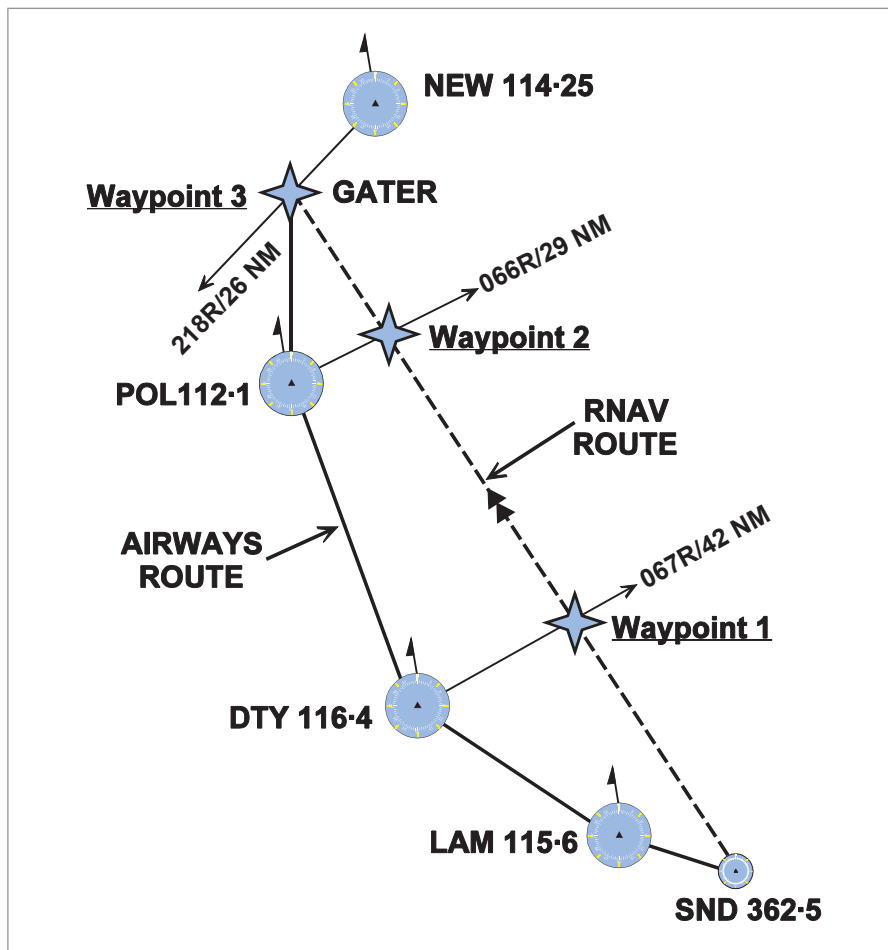 NEW 114·25
Waypoint 3
GATER
218R/26 NM
066R/29 NM
Waypoint 2
POL112·1
RNAV
ROUTE
AIRWAYS
ROUTE
067R/42 NM
Waypoint 1
DTY 116·4
LAM 115·6
SND 362·5